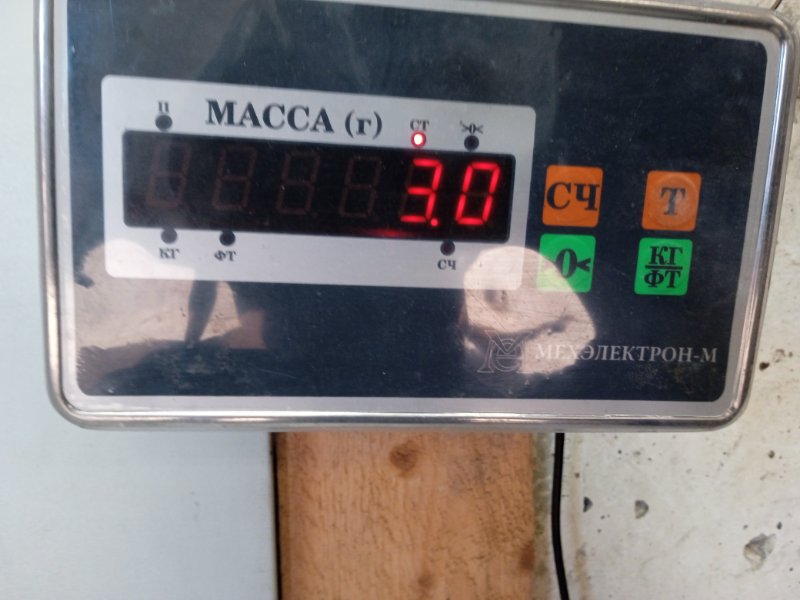 П
МАССА (г)
СТ
>0<
3.0
КГ
ФТ
СЧ
СЧ
Т
0<
КГ
ФТ
МЕХЭЛЕКТРОН-М